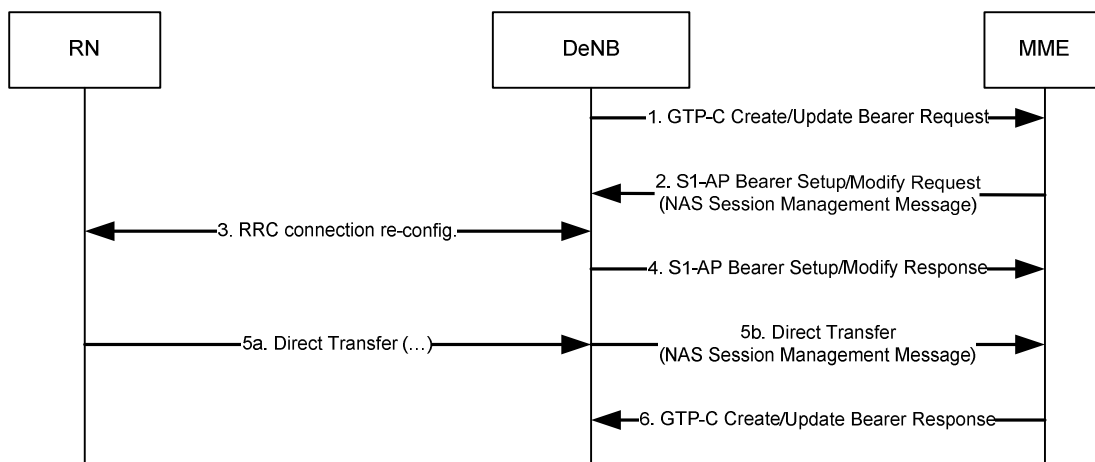 RN
DeNB
MME
1. GTP-C Create/Update Bearer Request
2. S1-AP Bearer Setup/Modify Request
(NAS Session Management Message)
3. RRC connection re-config.
4. S1-AP Bearer Setup/Modify Response
5a. Direct Transfer (...)
5b. Direct Transfer
(NAS Session Management Message)
6. GTP-C Create/Update Bearer Response